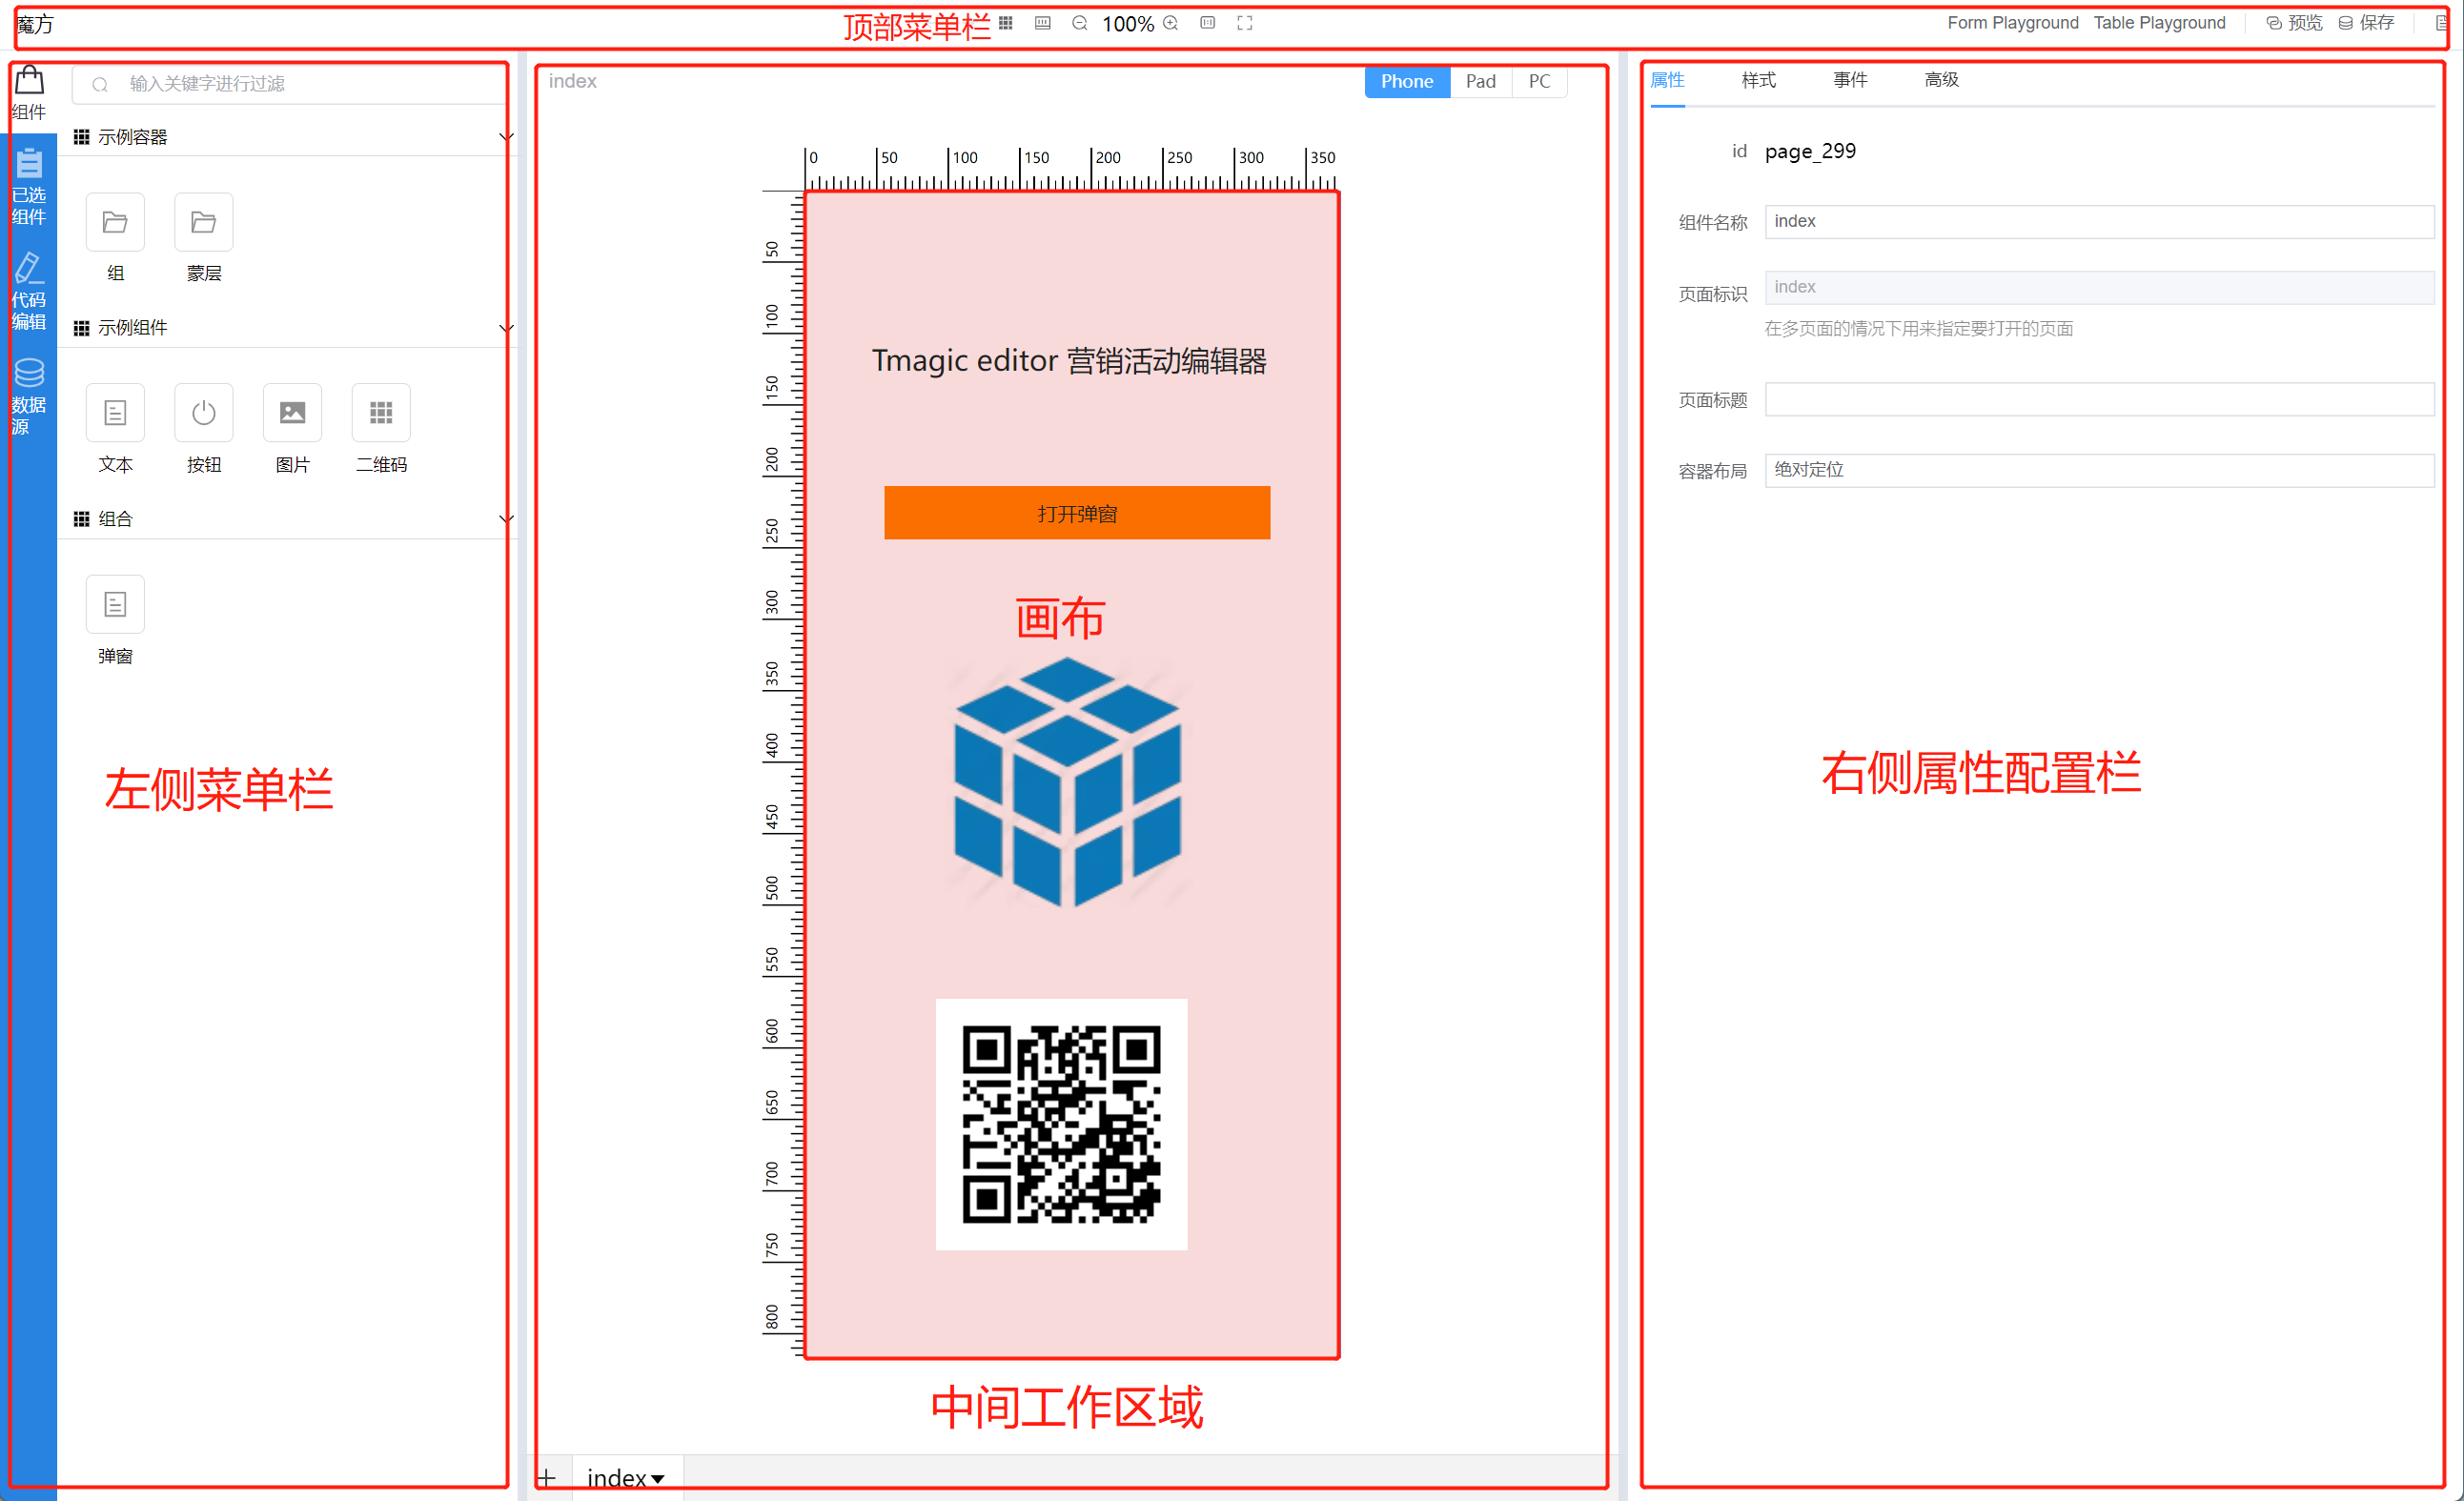 魔方
顶部菜单栏
100%
Form Playground
Table Playground
预览
保存
组件
已选
组件
代码
编辑
数据
源
输入关键字进行过滤
示例容器
组
蒙层
示例组件
文本
按钮
图片
二维码
组合
弹窗
左侧菜单栏
index
Phone
Pad
PC
0
50
100
150
200
250
300
350
50
100
150
200
250
300
350
400
450
500
550
600
650
700
750
800
Tmagic editor 营销活动编辑器
打开弹窗
画布
中间工作区域
index
属性
样式
事件
高级
id
page_299
组件名称
index
页面标识
index
在多页面的情况下用来指定要打开的页面
页面标题
容器布局
绝对定位
右侧属性配置栏